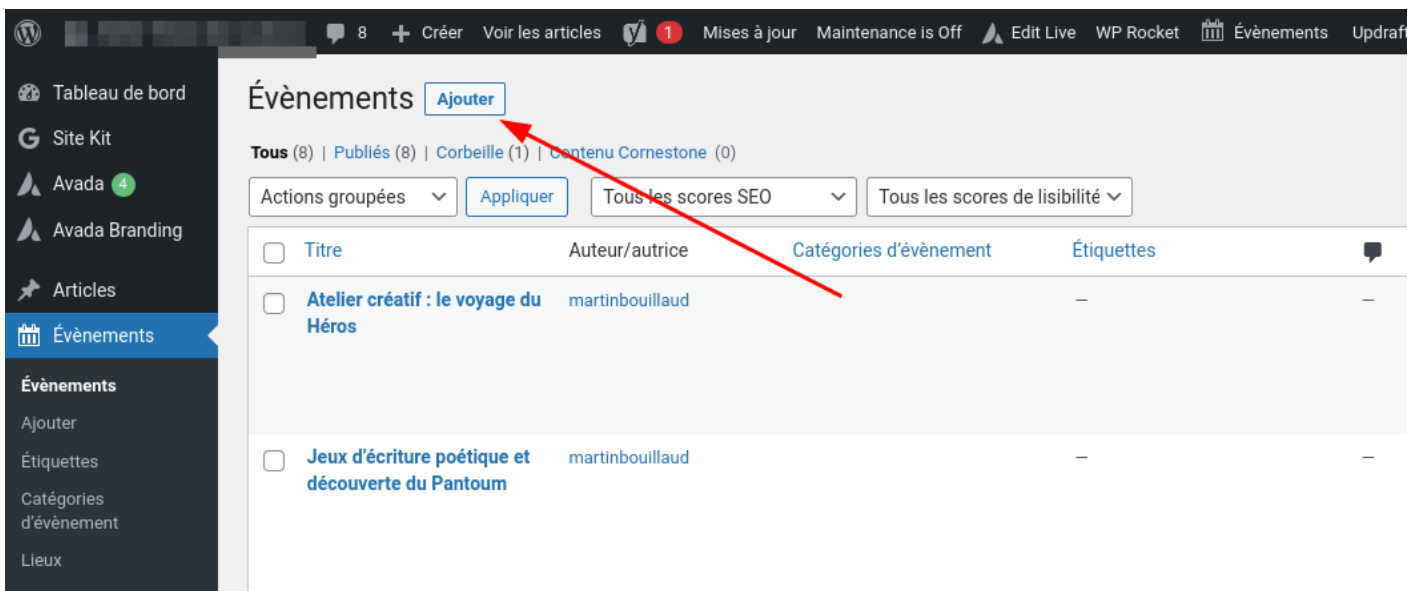 8 Créer Voir les articles 1 Mises à jour Maintenance is Off Edit Live WP Rocket Évènements Updraft
Tableau de bord
Site Kit
Avada 4
Avada Branding
Articles
Évènements
Évènements
Ajouter
Étiquettes
Catégories
d'évènement
Lieux
Évènements Ajouter
Tous (8) | Publiés (8) | Corbeille (1) | Contenu Cornestone (0)
Actions groupées Appliquer Tous les scores SEO Tous les scores de lisibilité
Titre Auteur/autrice Catégories d'évènement Étiquettes
Atelier créatif : le voyage du martinbouillaud — —
Héros
Jeux d'écriture poétique et martinbouillaud — —
découverte du Pantoum